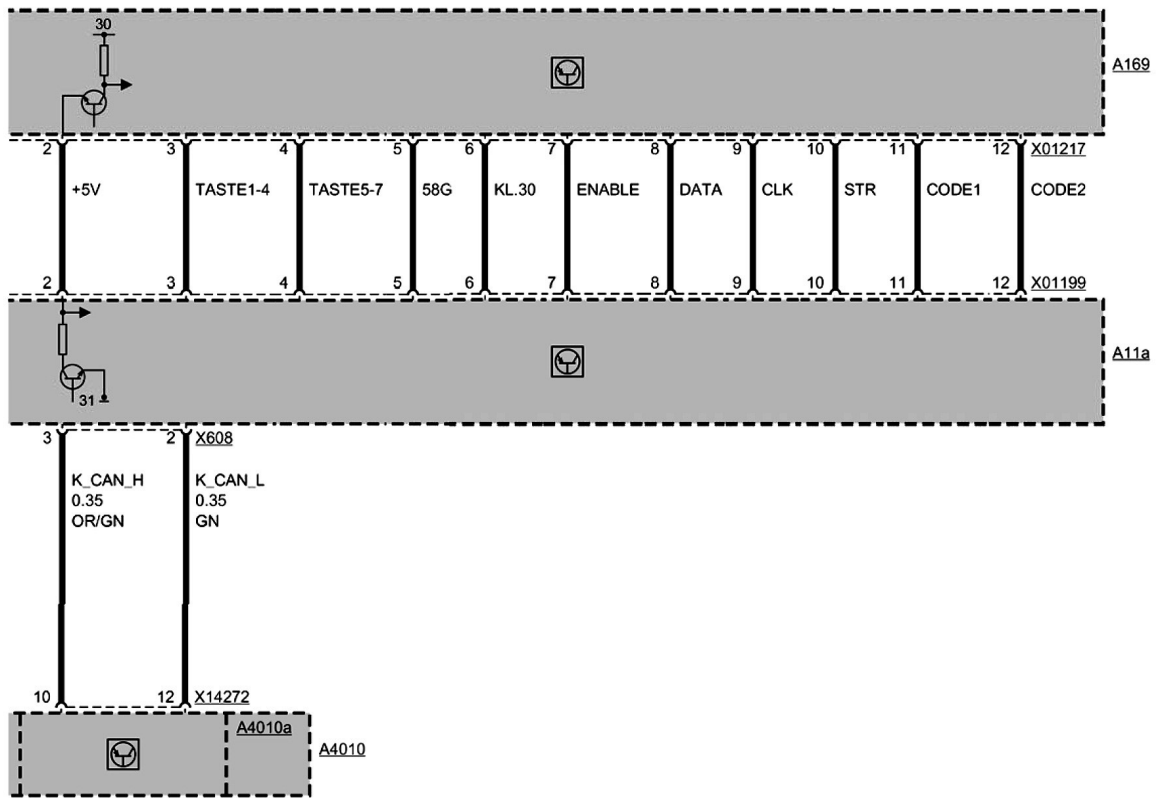 30
A169
2 3 4 5 6 7 8 9 10 11 12 X01217
+5V TASTE1-4 TASTE5-7 58G KL.30 ENABLE DATA CLK STR CODE1 CODE2
2 3 4 5 6 7 8 9 10 11 12 X01199
A11a
31
3 2 X608
K_CAN_H K_CAN_L
0.35 0.35
OR/GN GN
10 12 X14272
A4010a
A4010